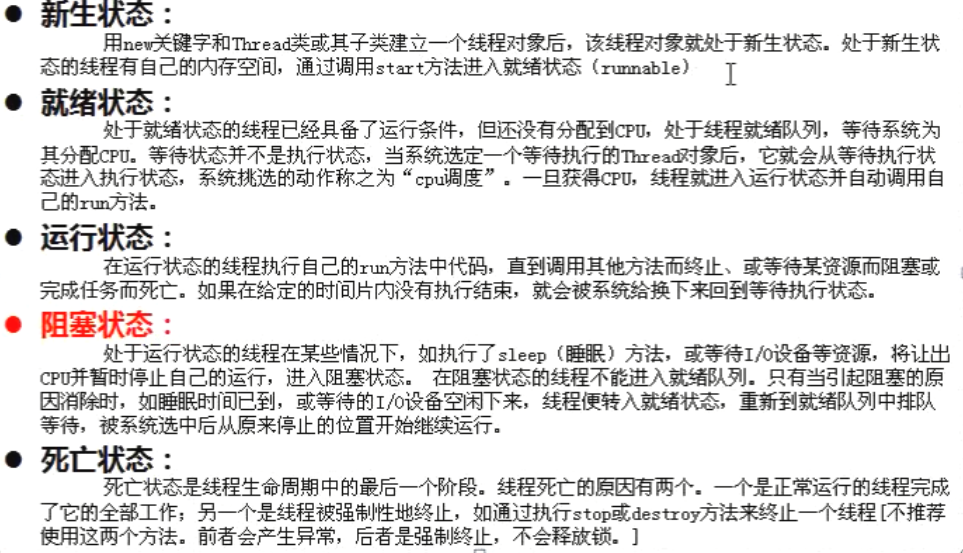 ● 新生状态：
用new关键字和Thread类或其子类建立一个线程对象后，该线程对象就处于新生状态。处于新生状
态的线程有自己的内存空间，通过调用start方法进入就绪状态（runnable）
● 就绪状态：
处于就绪状态的线程已经具备了运行条件，但还没有分配到CPU，处于线程就绪队列，等待系统为
其分配CPU。等待状态并不是执行状态，当系统选定一个等待执行的Thread对象后，它就会从等待执行状
态进入执行状态，系统挑选的动作称之为“cpu调度”。一旦获得CPU，线程就进入运行状态并自动调用自
己的run方法。
● 运行状态：
在运行状态的线程执行自己的run方法中代码，直到调用其他方法而终止、或等待某资源而阻塞或
完成任务而死亡。如果在给定的时间片内没有执行结束，就会被系统给换下来回到等待执行状态。
● 阻塞状态：
处于运行状态的线程在某些情况下，如执行了sleep（睡眠）方法，或等待I/O设备等资源，将让出
CPU并暂时停止自己的运行，进入阻塞状态。 在阻塞状态的线程不能进入就绪队列。只有当引起阻塞的原
因消除时，如睡眠时间已到，或等待的I/O设备空闲下来，线程便转入就绪状态，重新到就绪队列中排队
等待，被系统选中后从原来停止的位置开始继续运行。
● 死亡状态：
死亡状态是线程生命周期中的最后一个阶段。线程死亡的原因有两个。一个是正常运行的线程完成
了它的全部工作；另一个是线程被强制性地终止，如通过执行stop或destroy方法来终止一个线程[不推荐
使用这两个方法。前者会产生异常，后者是强制终止，不会释放锁。]